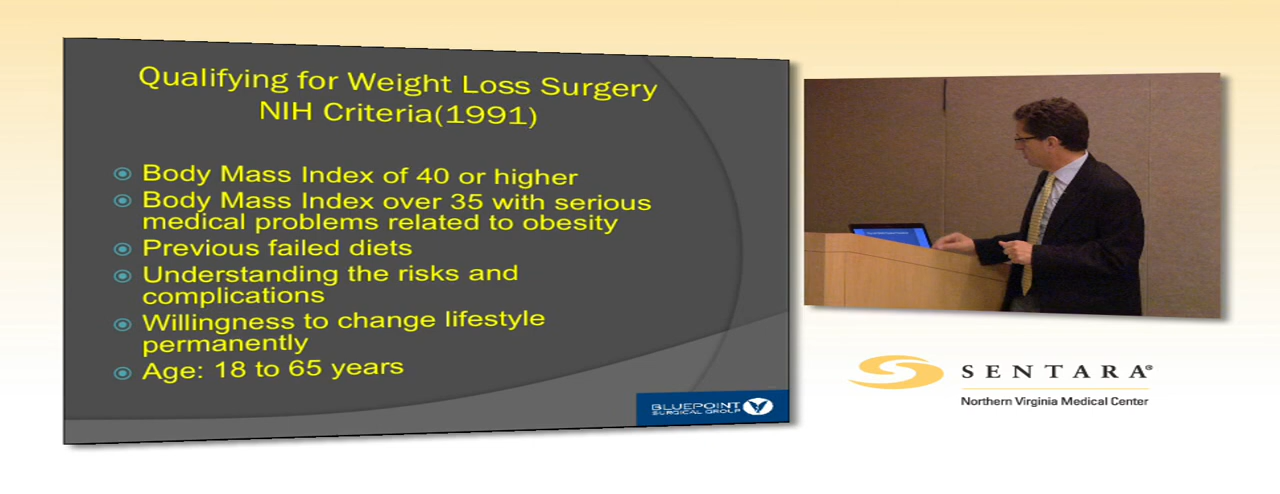 Qualifying for Weight Loss Surgery
NIH Criteria(1991)
Body Mass Index of 40 or higher
Body Mass Index over 35 with serious
medical problems related to obesity
Previous failed diets
Understanding the risks and
complications
Willingness to change lifestyle
permanently
Age: 18 to 65 years
BLUEPOINT
SURGICAL GROUP
SENTARA®
Northern Virginia Medical Center